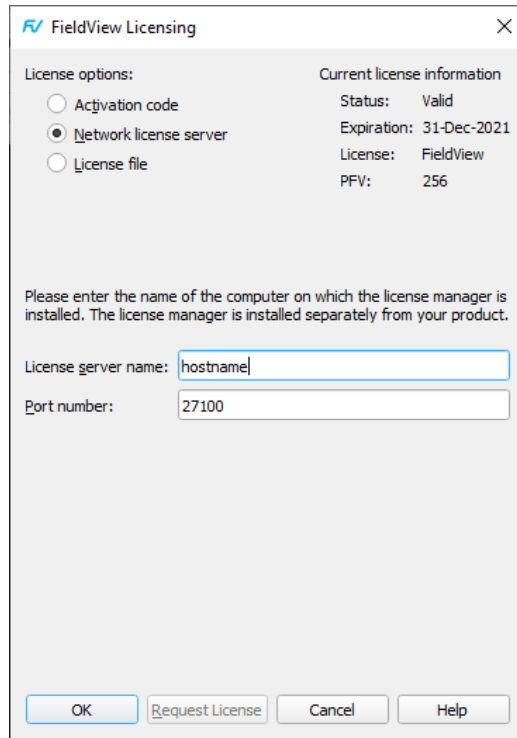 FV FieldView Licensing
License options:
Activation code
Network license server
License file
Current license information
Status: Valid
Expiration: 31-Dec-2021
License: FieldView
PFV: 256
Please enter the name of the computer on which the license manager is
installed. The license manager is installed separately from your product.
License server name: hostname
Port number: 27100
OK Request License Cancel Help